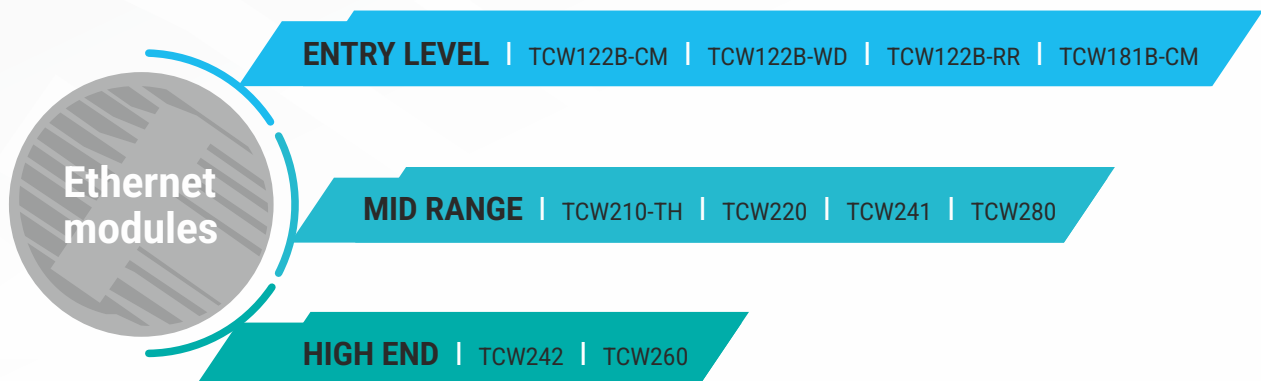 ENTRY LEVEL | TCW122B-CM | TCW122B-WD | TCW122B-RR | TCW181B-CM
Ethernet
modules
MID RANGE | TCW210-TH | TCW220 | TCW241 | TCW280
HIGH END | TCW242 | TCW260